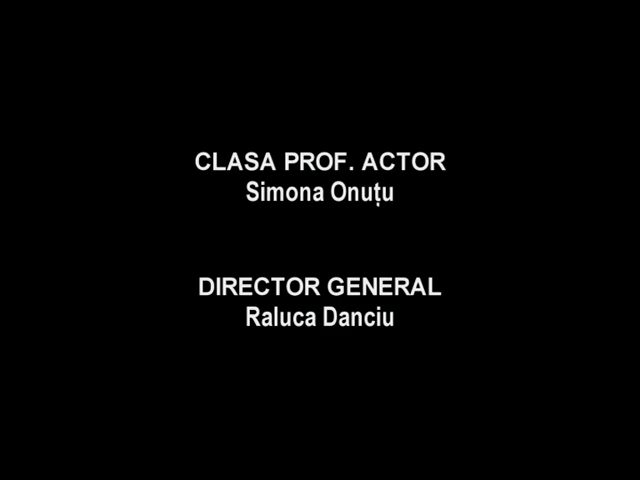 CLASA PROF. ACTOR
Simona Onuțu
DIRECTOR GENERAL
Raluca Danciu